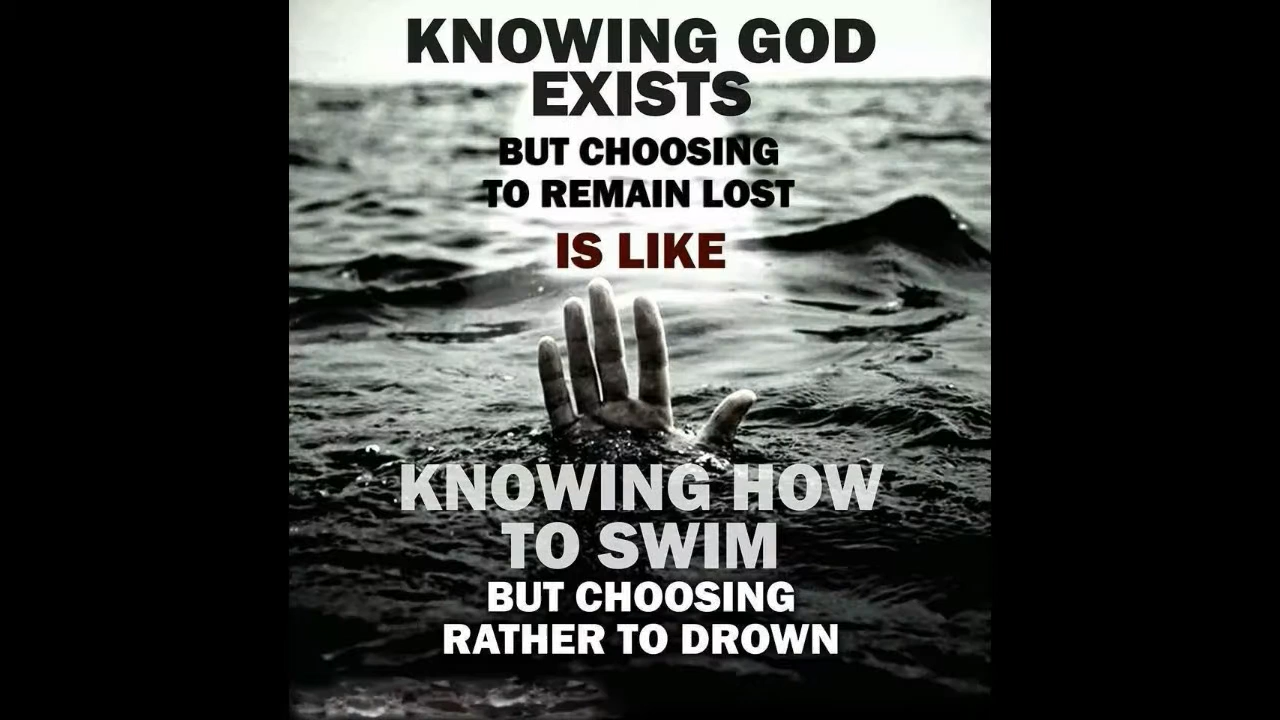 KNOWING GOD
EXISTS
BUT CHOOSING
TO REMAIN LOST
IS LIKE
KNOWING HOW
TO SWIM
BUT CHOOSING
RATHER TO DROWN